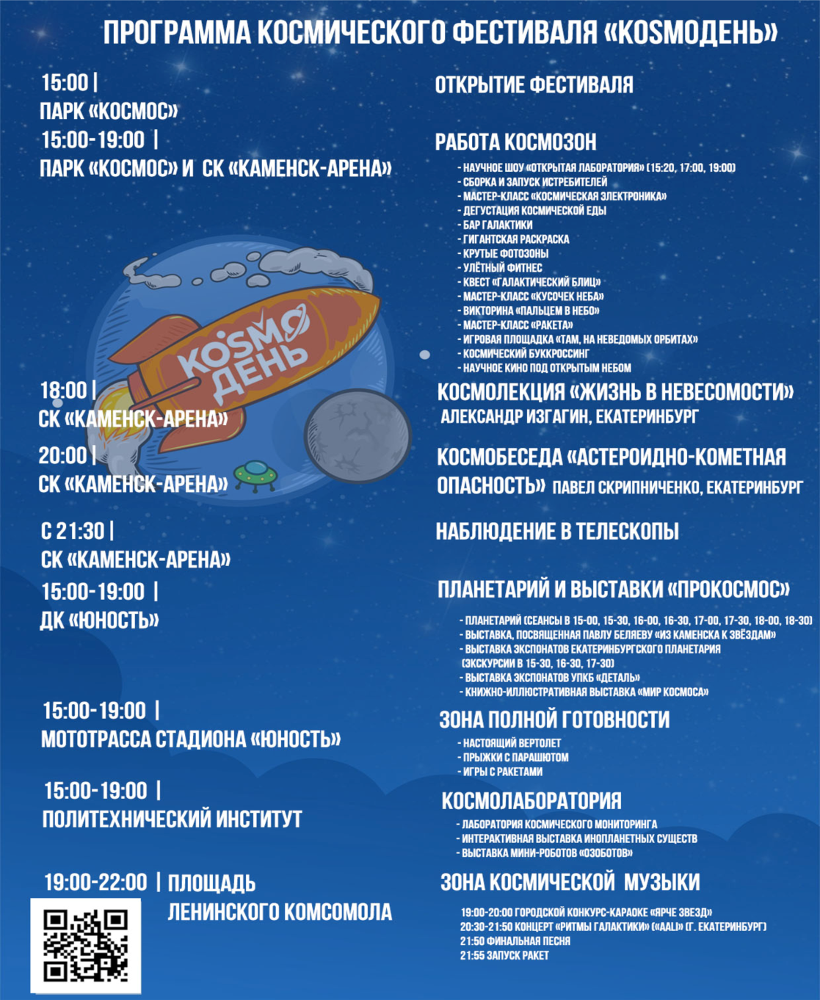 ПРОГРАММА КОСМИЧЕСКОГО ФЕСТИВАЛЯ «KOSMOДЕНЬ»
15:00 |
ПАРК «КОСМОС»
ОТКРЫТИЕ ФЕСТИВАЛЯ
15:00-19:00 |
ПАРК «КОСМОС» И СК «КАМЕНСК-АРЕНА»
РАБОТА КОСМОЗОН
- НАУЧНОЕ ШОУ «ОТКРЫТАЯ ЛАБОРАТОРИЯ» (15:20, 17:00, 19:00)
- СБОРКА И ЗАПУСК ИСТРЕБИТЕЛЕЙ
- МАСТЕР-КЛАСС «КОСМИЧЕСКАЯ ЭЛЕКТРОНИКА»
- ДЕГУСТАЦИЯ КОСМИЧЕСКОЙ ЕДЫ
- БАР ГАЛАКТИКИ
- ГИГАНТСКАЯ РАСКРАСКА
- КРУТЫЕ ФОТОЗОНЫ
- УЛЁТНЫЙ ФИТНЕС
- КВЕСТ «ГАЛАКТИЧЕСКИЙ БЛИЦ»
- МАСТЕР-КЛАСС «КУСОЧЕК НЕБА»
- ВИКТОРИНА «ПАЛЬЦЕМ В НЕБО»
- МАСТЕР-КЛАСС «РАКЕТА»
- ИГРОВАЯ ПЛОЩАДКА «ТАМ, НА НЕВЕДОМЫХ ОРБИТАХ»
- КОСМИЧЕСКИЙ БУККРОССИНГ
- НАУЧНОЕ КИНО ПОД ОТКРЫТЫМ НЕБОМ
KOSMO
ДЕНЬ
18:00 |
СК «КАМЕНСК-АРЕНА»
КОСМОЛЕКЦИЯ «ЖИЗНЬ В НЕВЕСОМОСТИ»
АЛЕКСАНДР ИЗГАГИН, ЕКАТЕРИНБУРГ
20:00 |
СК «КАМЕНСК-АРЕНА»
КОСМОБЕСЕДА «АСТЕРОИДНО-КОМЕТНАЯ
ОПАСНОСТЬ» ПАВЕЛ СКРИПНИЧЕНКО, ЕКАТЕРИНБУРГ
С 21:30 |
СК «КАМЕНСК-АРЕНА»
НАБЛЮДЕНИЕ В ТЕЛЕСКОПЫ
15:00-19:00 |
ДК «ЮНОСТЬ»
ПЛАНЕТАРИЙ И ВЫСТАВКИ «ПРОКОСМОС»
- ПЛАНЕТАРИЙ (СЕАНСЫ В 15-00, 15-30, 16-00, 16-30, 17-00, 17-30, 18-00, 18-30)
- ВЫСТАВКА, ПОСВЯЩЕННАЯ ПАВЛУ БЕЛЯЕВУ «ИЗ КАМЕНСКА К ЗВЁЗДАМ»
- ВЫСТАВКА ЭКСПОНАТОВ ЕКАТЕРИНБУРГСКОГО ПЛАНЕТАРИЯ
(ЭКСКУРСИИ В 15-30, 16-30, 17-30)
- ВЫСТАВКА ЭКСПОНАТОВ УПКБ «ДЕТАЛЬ»
- КНИЖНО-ИЛЛЮСТРАТИВНАЯ ВЫСТАВКА «МИР КОСМОСА»
15:00-19:00 |
МОТОТРАССА СТАДИОНА «ЮНОСТЬ»
ЗОНА ПОЛНОЙ ГОТОВНОСТИ
- НАСТОЯЩИЙ ВЕРТОЛЕТ
- ПРЫЖКИ С ПАРАШЮТОМ
- ИГРЫ С РАКЕТАМИ
15:00-19:00 |
ПОЛИТЕХНИЧЕСКИЙ ИНСТИТУТ
КОСМОЛАБОРАТОРИЯ
- ЛАБОРАТОРИЯ КОСМИЧЕСКОГО МОНИТОРИНГА
- ИНТЕРАКТИВНАЯ ВЫСТАВКА ИНОПЛАНЕТНЫХ СУЩЕСТВ
- ВЫСТАВКА МИНИ-РОБОТОВ «ОЗОБОТОВ»
19:00-22:00 | ПЛОЩАДЬ
ЛЕНИНСКОГО КОМСОМОЛА
ЗОНА КОСМИЧЕСКОЙ МУЗЫКИ
19:00-20:00 ГОРОДСКОЙ КОНКУРС-КАРАОКЕ «ЯРЧЕ ЗВЕЗД»
20:30-21:50 КОНЦЕРТ «РИТМЫ ГАЛАКТИКИ» («AALI» (Г. ЕКАТЕРИНБУРГ)
21:50 ФИНАЛЬНАЯ ПЕСНЯ
21:55 ЗАПУСК РАКЕТ